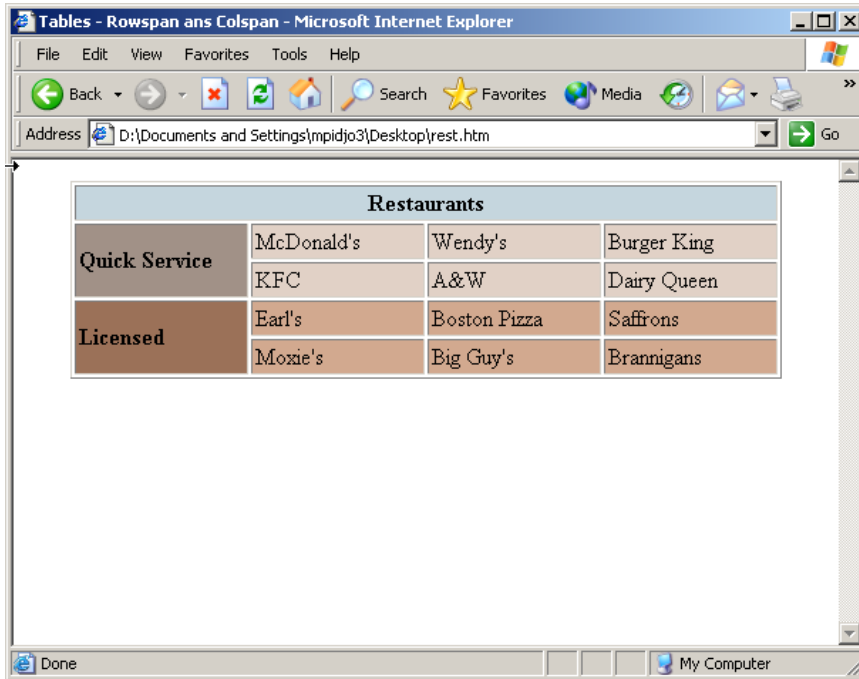 Tables - Rowspan ans Colspan - Microsoft Internet Explorer
File Edit View Favorites Tools Help
Back Search Favorites Media »
Address D:\Documents and Settings\mpidjo3\Desktop\rest.htm Go
Restaurants
Quick Service McDonald's Wendy's Burger King
KFC A&W Dairy Queen
Licensed Earl's Boston Pizza Saffrons
Moxie's Big Guy's Brannigans
Done My Computer